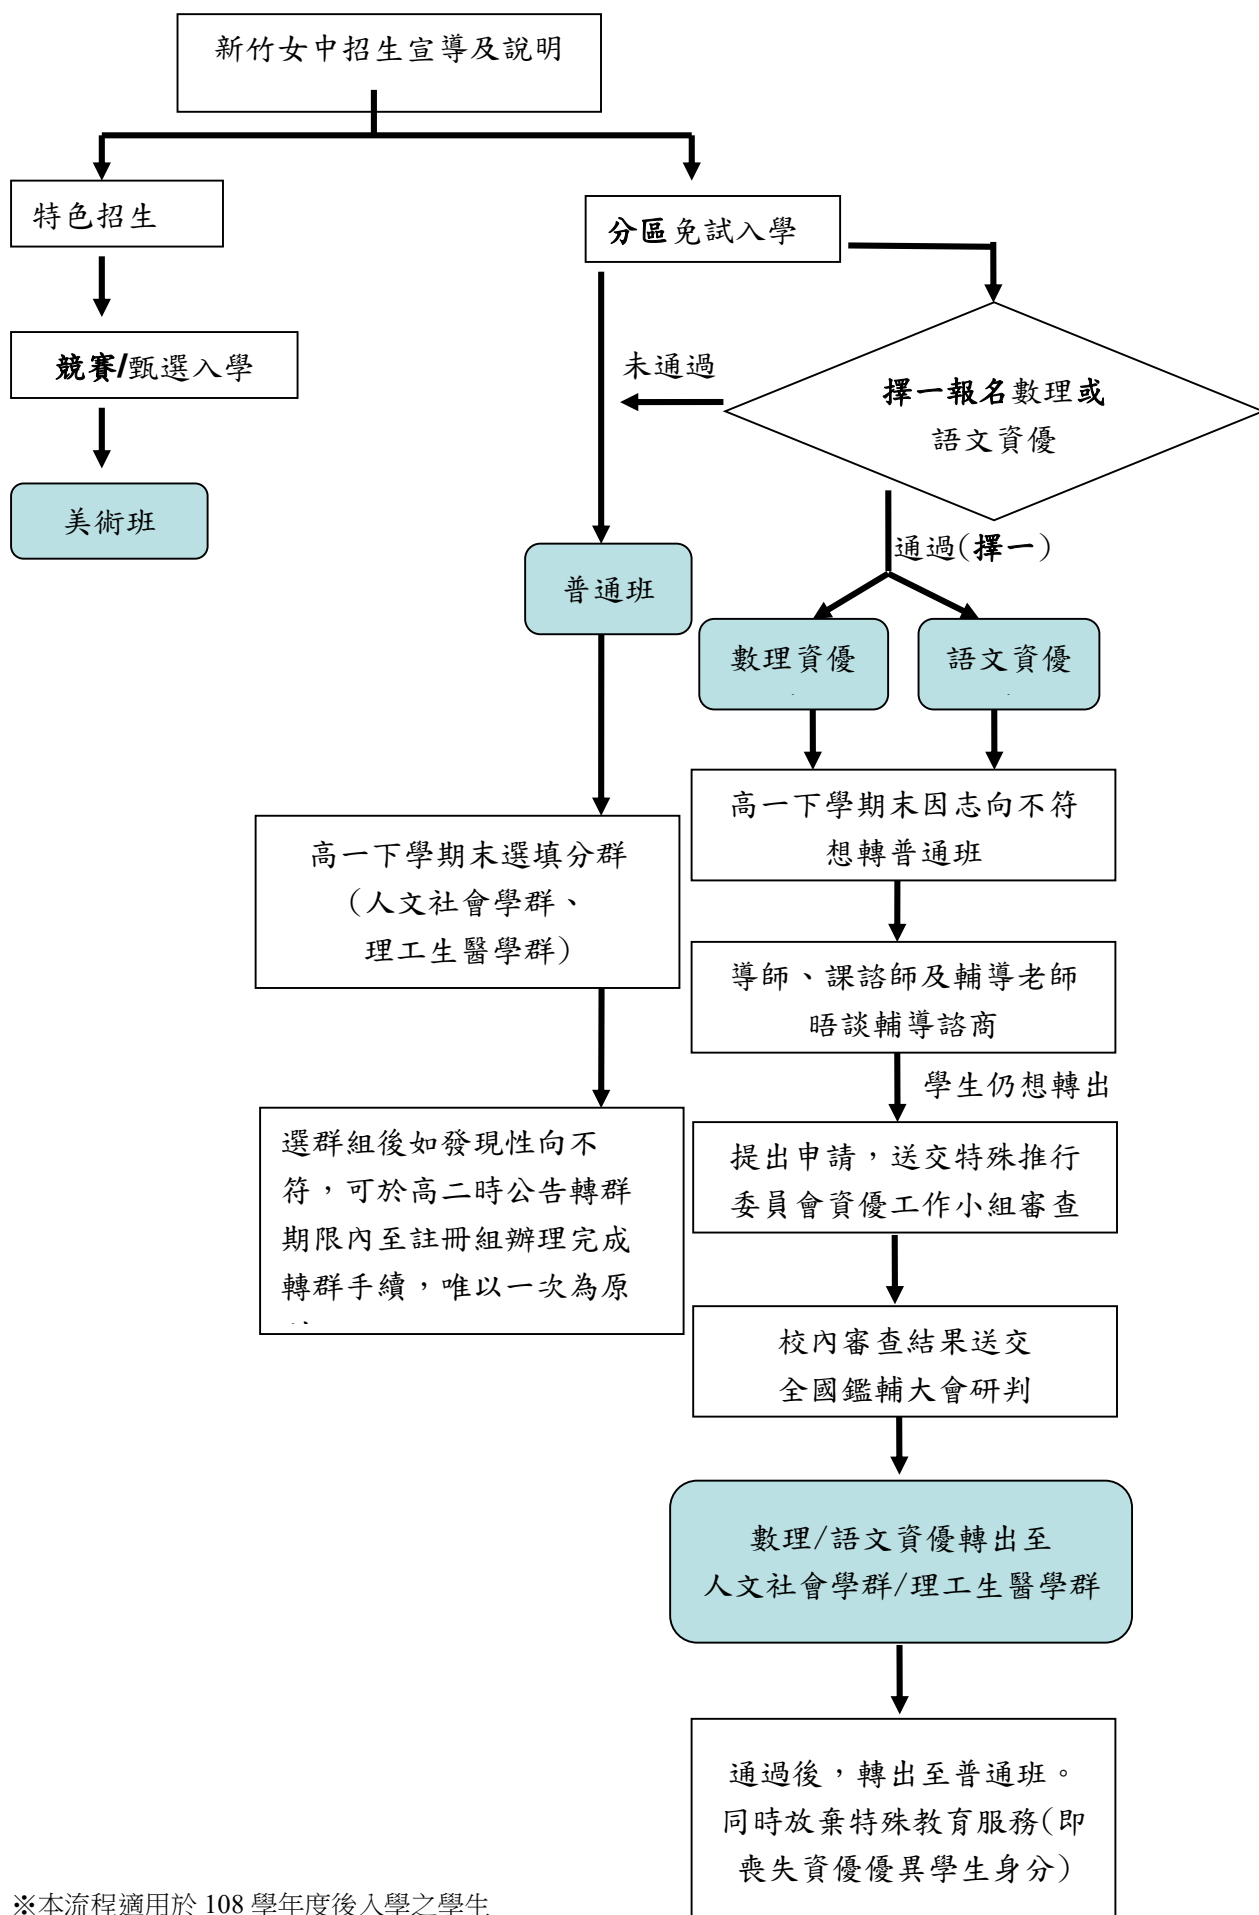 新竹女中招生宣導及說明
特色招生
分區免試入學
競賽/甄選入學
未通過
擇一報名數理或
語文資優
美術班
通過(擇一)
普通班
數理資優
語文資優
高一下學期末因志向不符
想轉普通班
高一下學期末選填分群
(人文社會學群、
理工生醫學群)
導師、課諮師及輔導老師
晤談輔導諮商
學生仍想轉出
選群組後如發現性向不
符，可於高二時公告轉群
期限內至註冊組辦理完成
轉群手續，唯以一次為原
提出申請，送交特殊推行
委員會資優工作小組審查
校內審查結果送交
全國鑑輔大會研判
數理/語文資優轉出至
人文社會學群/理工生醫學群
通過後，轉出至普通班。
同時放棄特殊教育服務(即
喪失資優優異學生身分)
※本流程適用於 108 學年度後入學之學生